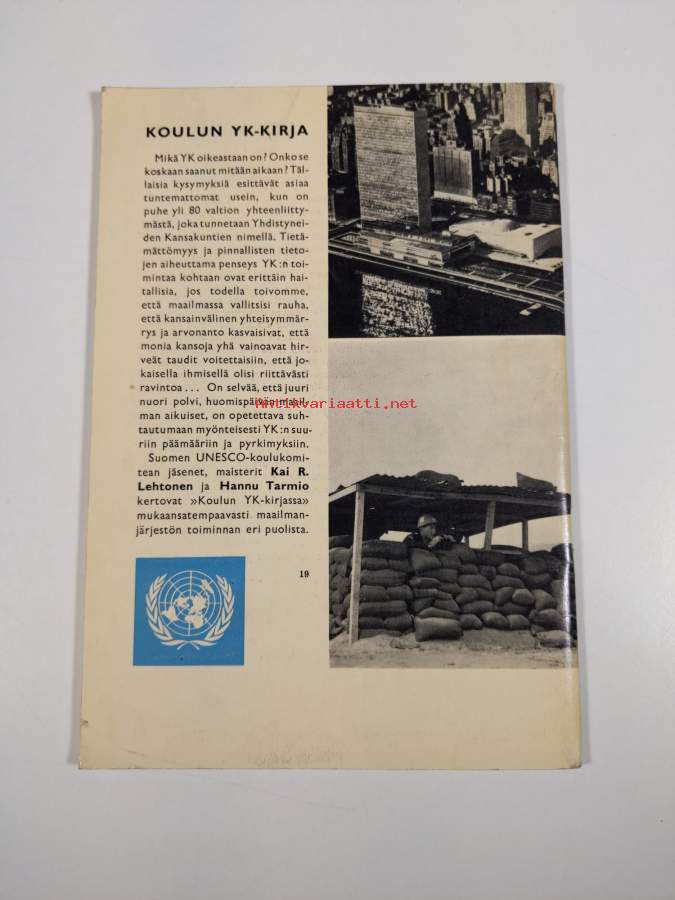 KOULUN YK-KIRJA
Mikä YK oikeastaan on? Onko se
koskaan saanut mitään aikaan? Täl-
laisia kysymyksiä esittävät asiaa
tuntemattomat usein, kun on
puhe yli 80 valtion yhteenliitty-
mästä, joka tunnetaan Yhdistynei-
den Kansakuntien nimellä. Tietä-
mättömyys ja pinnallisten tieto-
jen aiheuttama penseys YK:n toi-
mintaa kohtaan ovat erittäin hai-
tallisia, jos todella toivomme,
että maailmassa vallitsisi rauha,
että kansainvälinen yhteisymmär-
rys ja arvonanto kasvaisivat, että
monia kansoja yhä vainoavat hir-
veät taudit voitettaisiin, että jo-
kaisella ihmisellä olisi riittävästi
ravintoa... On selvää, että juuri
nuori polvi, huomispäivän maail-
man aikuiset, on opetettava suh-
tautumaan myönteisesti YK:n suu-
riin päämääriin ja pyrkimyksiin.
Suomen UNESCO-koulukomi-
tean jäsenet, maisterit Kai R.
Lehtonen ja Hannu Tarmio
kertovat »Koulun YK-kirjassa»
mukaansatempaavasti maailman-
järjestön toiminnan eri puolista.
19
Antikvariaatti.net